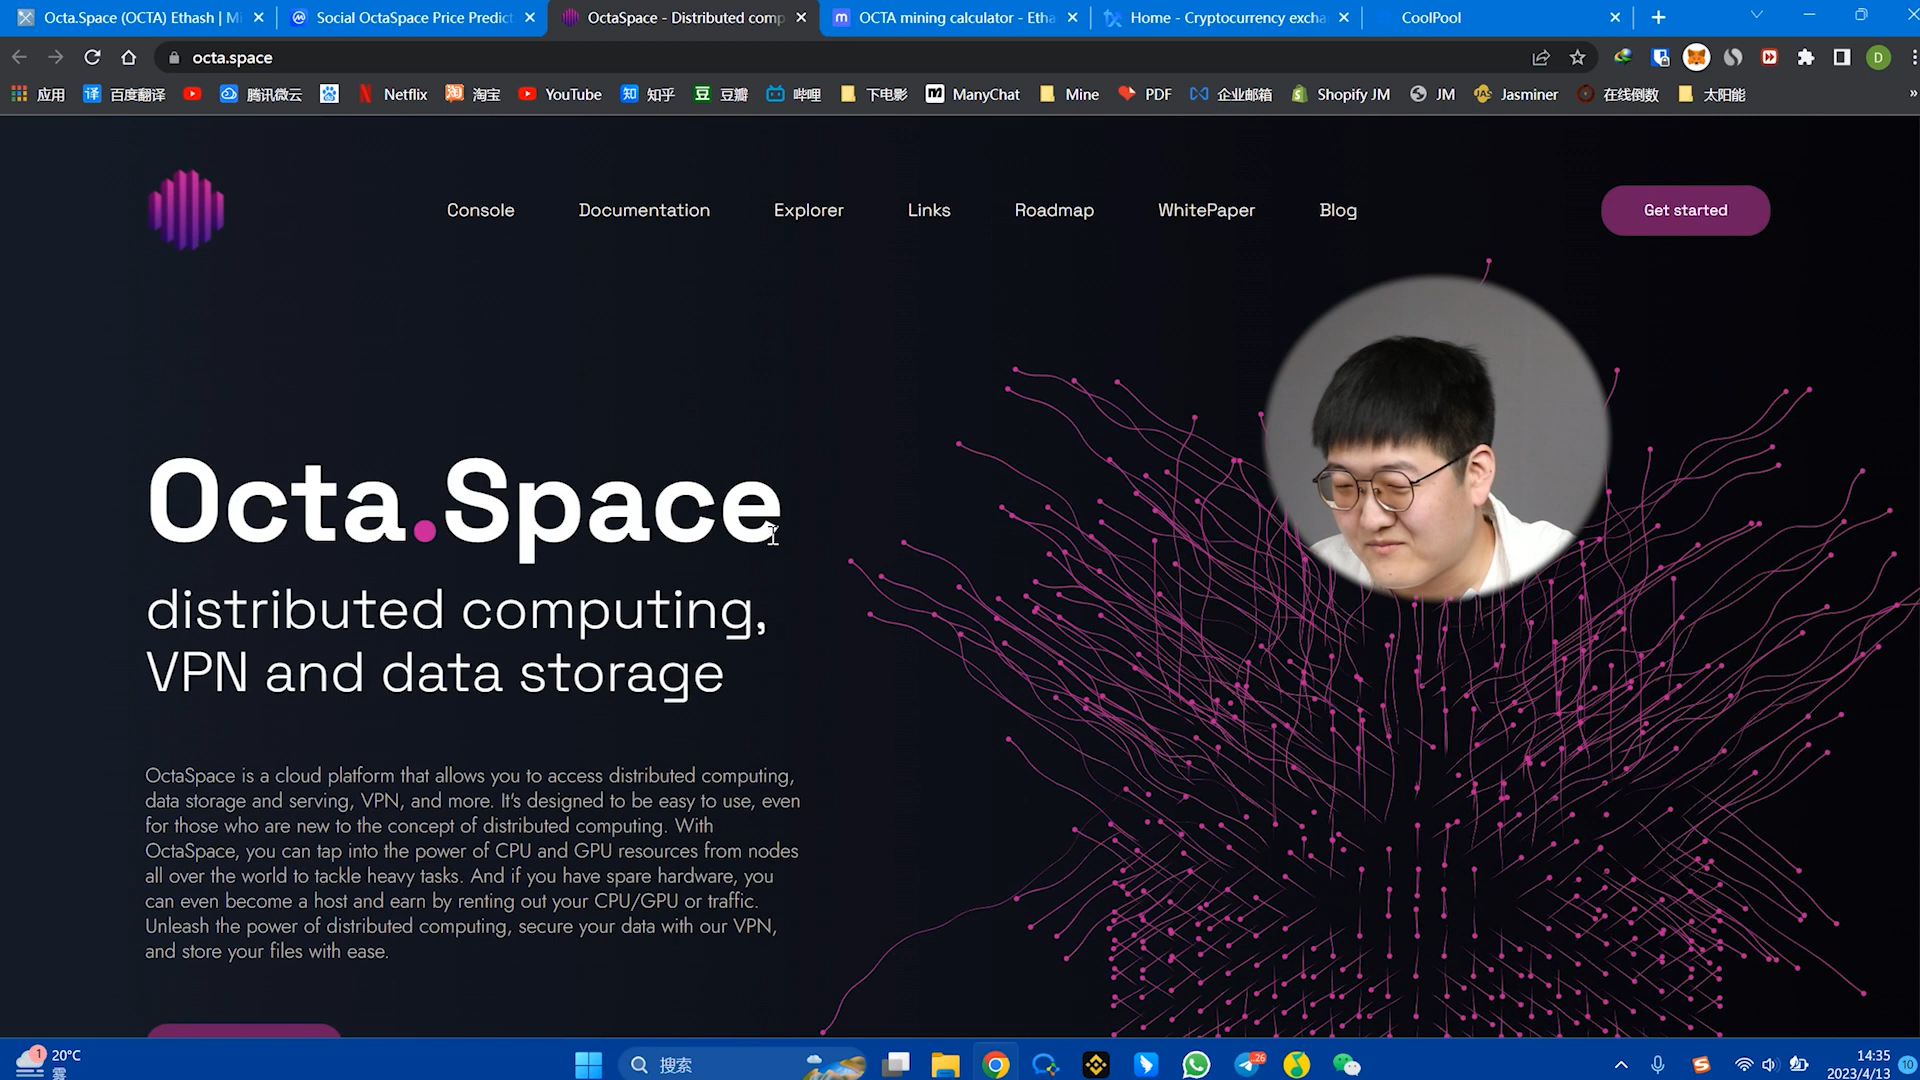 Octa.Space (OCTA) Ethash | Mi
Social OctaSpace Price Predict
OctaSpace - Distributed comp
OCTA mining calculator - Etha
Home - Cryptocurrency excha
CoolPool
octa.space
D
应用
译 百度翻译
腾讯微云
Netflix
淘 淘宝
YouTube
知 知乎
豆 豆瓣
哔哩
下电影
ManyChat
Mine
PDF
企业邮箱
Shopify JM
JM
Jasminer
在线倒数
太阳能
»
Console
Documentation
Explorer
Links
Roadmap
WhitePaper
Blog
Get started
Octa.Space
distributed computing,
VPN and data storage
OctaSpace is a cloud platform that allows you to access distributed computing,
data storage and serving, VPN, and more. It's designed to be easy to use, even
for those who are new to the concept of distributed computing. With
OctaSpace, you can tap into the power of CPU and GPU resources from nodes
all over the world to tackle heavy tasks. And if you have spare hardware, you
can even become a host and earn by renting out your CPU/GPU or traffic.
Unleash the power of distributed computing, secure your data with our VPN,
and store your files with ease.
1
20°C
雾
搜索
26
14:35
2023/4/13
10